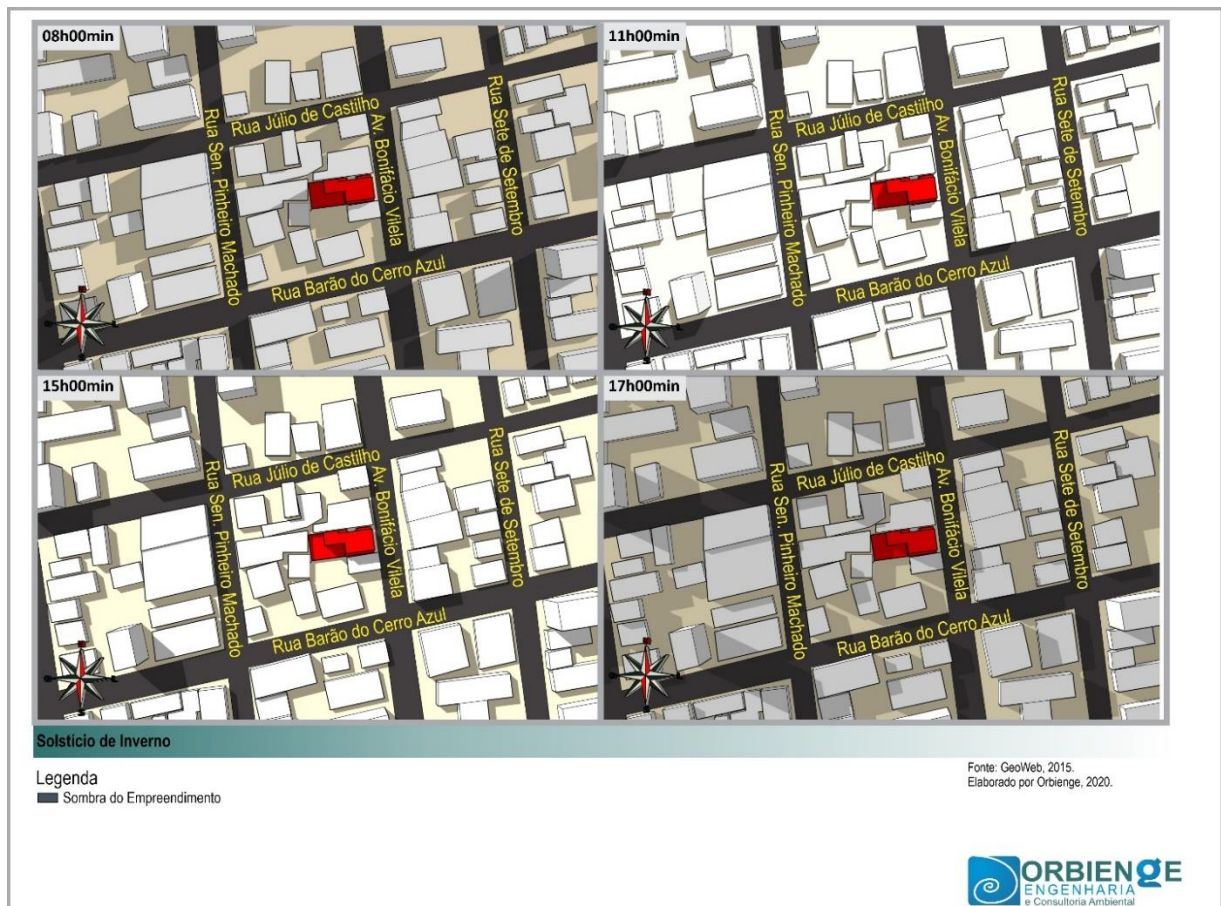 08h00min
Rua Júlio de Castilho
Rua Sen. Pinheiro Machado
Av. Bonifácio Vilela
Rua Sete de Setembro
Rua Barão do Cerro Azul
11h00min
Rua Júlio de Castilho
Rua Sen. Pinheiro Machado
Av. Bonifácio Vilela
Rua Sete de Setembro
Rua Barão do Cerro Azul
15h00min
Rua Júlio de Castilho
Rua Sen. Pinheiro Machado
Av. Bonifácio Vilela
Rua Sete de Setembro
Rua Barão do Cerro Azul
17h00min
Rua Júlio de Castilho
Rua Sen. Pinheiro Machado
Av. Bonifácio Vilela
Rua Sete de Setembro
Rua Barão do Cerro Azul
Solstício de Inverno
Legenda
Sombra do Empreendimento
Fonte: GeoWeb, 2015.
Elaborado por Orbienge, 2020.
ORBIENGE
ENGENHARIA
e Consultoria Ambiental